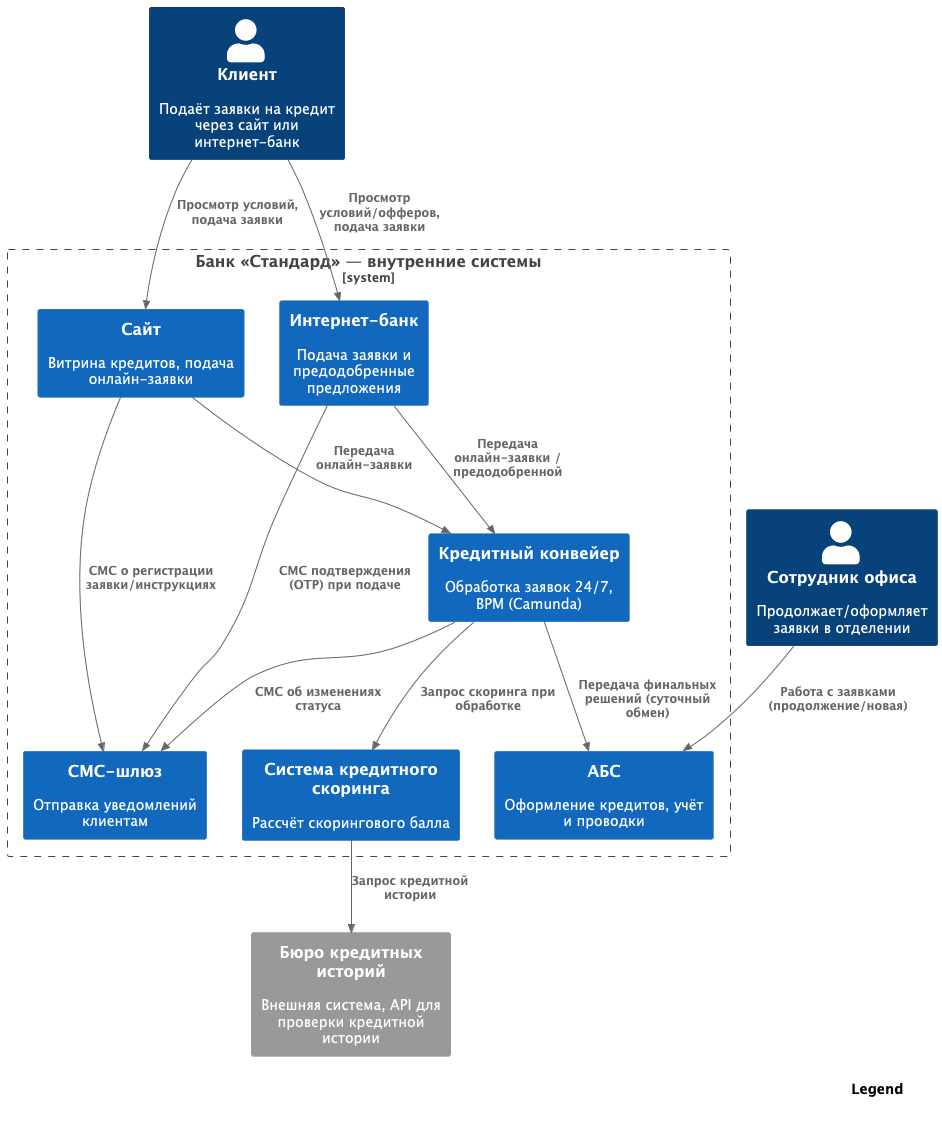 Клиент
Подаёт заявки на кредит
через сайт или
интернет-банк
Просмотр условий,
подача заявки
Просмотр
условий/офферов,
подача заявки
Банк «Стандард» — внутренние системы
[system]
Сайт
Витрина кредитов, подача
онлайн-заявки
Интернет-банк
Подача заявки и
предодобренные
предложения
Передача
онлайн-заявки
Передача
онлайн-заявки /
предодобренной
СМС о регистрации
заявки/инструкциях
СМС подтверждения
(OTP) при подаче
Кредитный конвейер
Обработка заявок 24/7,
BPM (Camunda)
Сотрудник офиса
Продолжает/оформляет
заявки в отделении
СМС об изменениях
статуса
Запрос скоринга при
обработке
Передача финальных
решений (суточный
обмен)
Работа с заявками
(продолжение/новая)
СМС-шлюз
Отправка уведомлений
клиентам
Система кредитного
скоринга
Рассчёт скорингового балла
АБС
Оформление кредитов, учёт
и проводки
Запрос кредитной
истории
Бюро кредитных
историй
Внешняя система, API для
проверки кредитной
истории
Legend